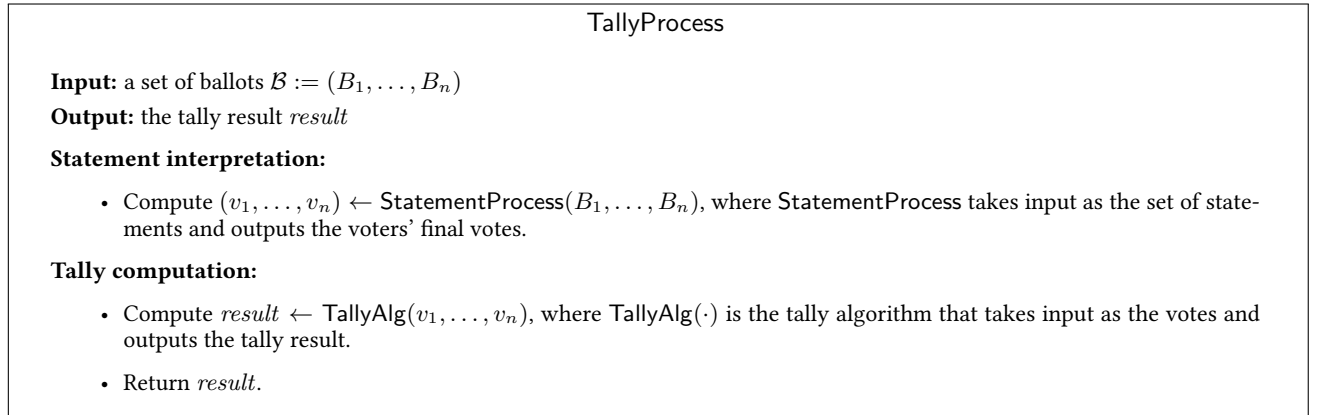 TallyProcess
Input: a set of ballots 𝓑 := (B₁, . . . , Bₙ)
Output: the tally result result
Statement interpretation:
• Compute (v₁, . . . , vₙ) ← StatementProcess(B₁, . . . , Bₙ), where StatementProcess takes input as the set of state-
ments and outputs the voters’ final votes.
Tally computation:
• Compute result ← TallyAlg(v₁, . . . , vₙ), where TallyAlg(·) is the tally algorithm that takes input as the votes and
outputs the tally result.
• Return result.